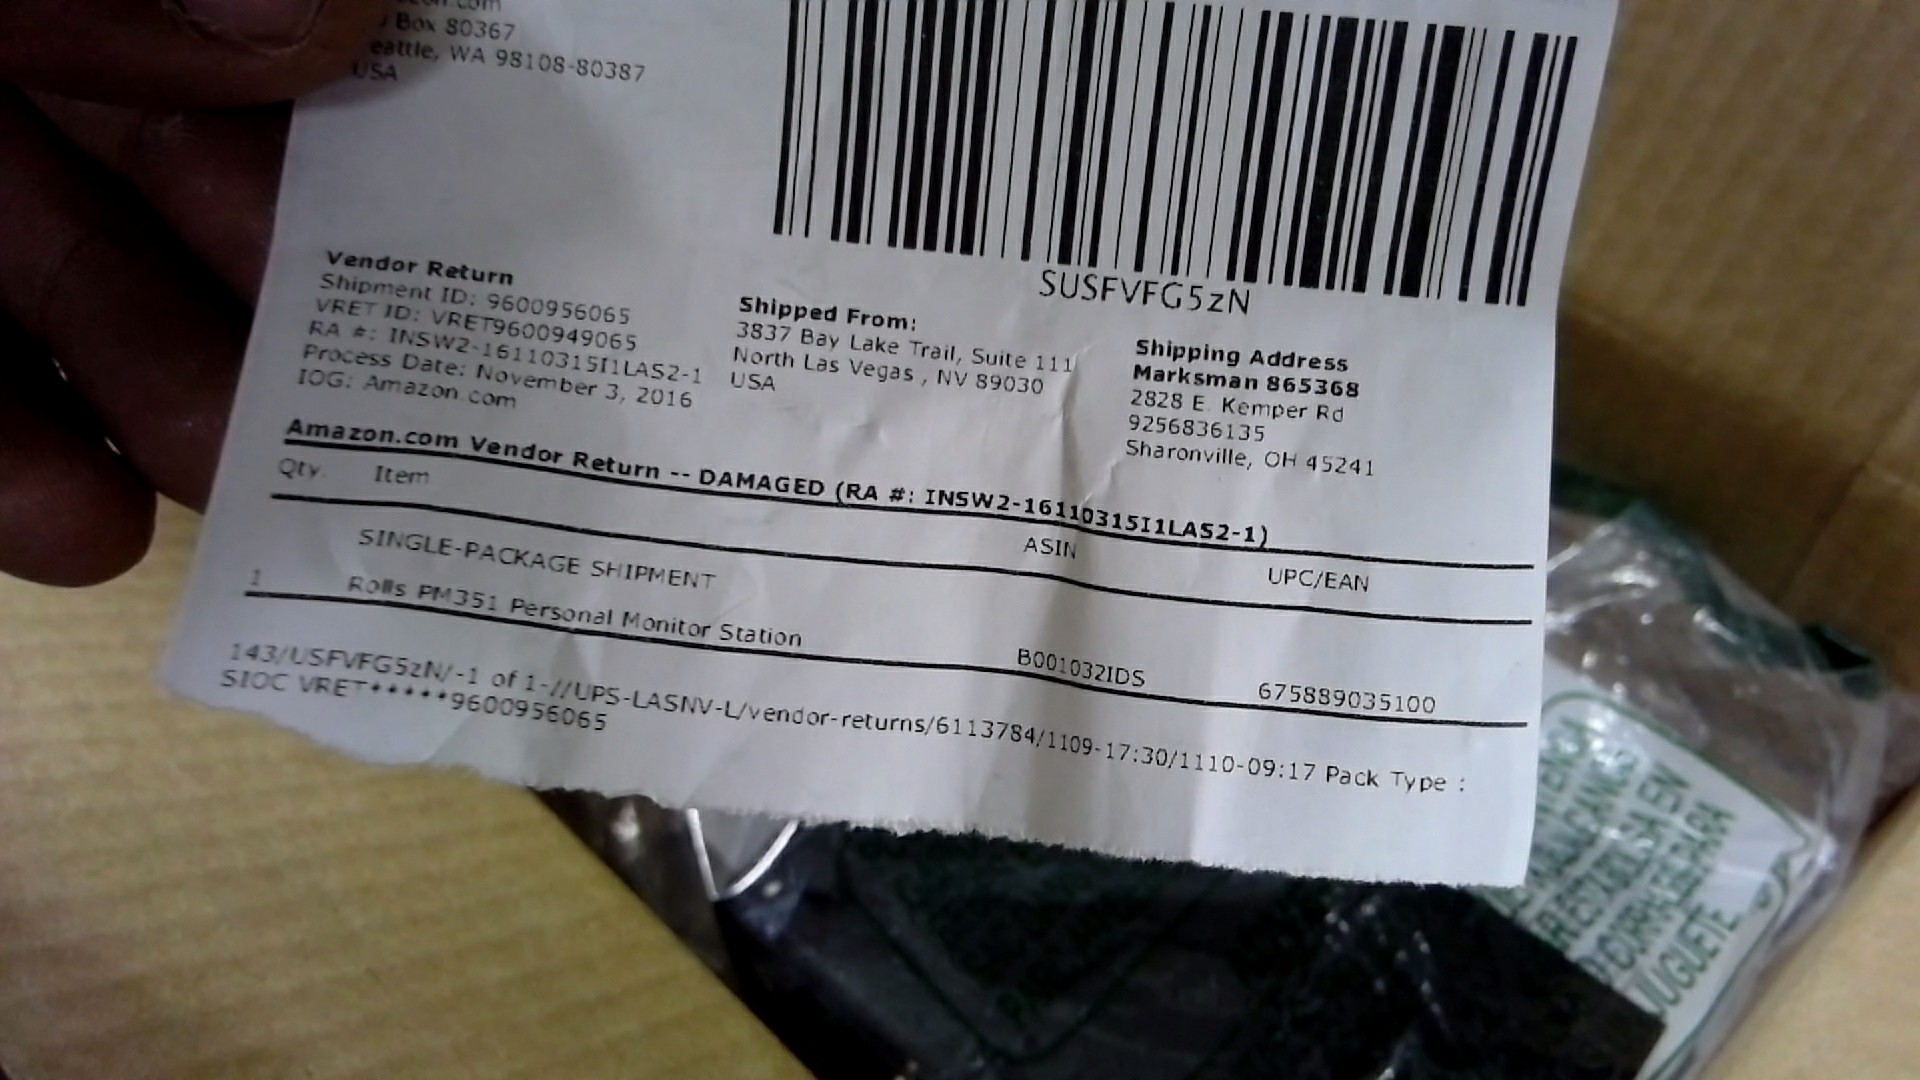 Box 80367
eattle, WA 98108-80387
USA
SUSFVFG5zN
Vendor Return
Shipment ID: 9600956065
VRET ID: VRET9600949065
RA #: INSW2-16110315I1LAS2-1
Process Date: November 3, 2016
IOG: Amazon.com
Shipped From:
3837 Bay Lake Trail, Suite 111
North Las Vegas , NV 89030
USA
Shipping Address
Marksman 865368
2828 E. Kemper Rd
9256836135
Sharonville, OH 45241
Amazon.com Vendor Return -- DAMAGED (RA #: INSW2-16110315I1LAS2-1)
Qty. Item ASIN UPC/EAN
SINGLE-PACKAGE SHIPMENT
1 Rolls PM351 Personal Monitor Station B001032IDS 675889035100
143/USFVFG5zN/-1 of 1-//UPS-LASNV-L/vendor-returns/6113784/1109-17:30/1110-09:17 Pack Type :
SIOC VRET*****9600956065
JUGUETE